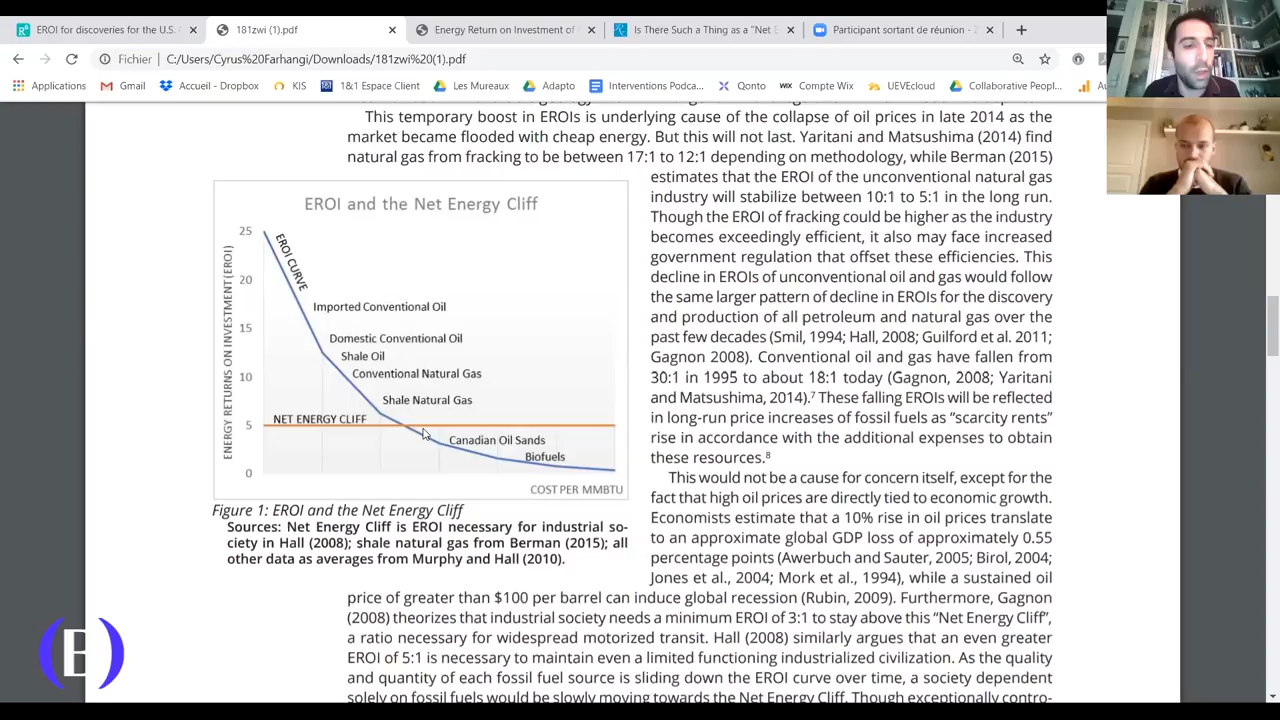 EROI for discoveries for the U.S.
181zwi (1).pdf
Energy Return on Investment of
Is There Such a Thing as a "Net E
Participant sortant de réunion - Z
Fichier
C:/Users/Cyrus%20Farhangi/Downloads/181zwi%20(1).pdf
Applications
Gmail
Accueil - Dropbox
KIS
1&1 Espace Client
Les Mureaux
Adapto
Interventions Podca...
Qonto
Compte Wix
UEVEcloud
Collaborative Peopl...
This temporary boost in EROIs is underlying cause of the collapse of oil prices in late 2014 as the
market became flooded with cheap energy. But this will not last. Yaritani and Matsushima (2014) find
natural gas from fracking to be between 17:1 to 12:1 depending on methodology, while Berman (2015)
estimates that the EROI of the unconventional natural gas
industry will stabilize between 10:1 to 5:1 in the long run.
Though the EROI of fracking could be higher as the industry
becomes exceedingly efficient, it also may face increased
government regulation that offset these efficiencies. This
decline in EROIs of unconventional oil and gas would follow
the same larger pattern of decline in EROIs for the discovery
and production of all petroleum and natural gas over the
past few decades (Smil, 1994; Hall, 2008; Guilford et al. 2011;
Gagnon 2008). Conventional oil and gas have fallen from
30:1 in 1995 to about 18:1 today (Gagnon, 2008; Yaritani
and Matsushima, 2014).⁷ These falling EROIs will be reflected
in long-run price increases of fossil fuels as “scarcity rents”
rise in accordance with the additional expenses to obtain
these resources.⁸
EROI and the Net Energy Cliff
ENERGY RETURNS ON INVESTMENT (EROI)
25
20
15
10
5
0
EROI CURVE
Imported Conventional Oil
Domestic Conventional Oil
Shale Oil
Conventional Natural Gas
Shale Natural Gas
NET ENERGY CLIFF
Canadian Oil Sands
Biofuels
COST PER MMBTU
Figure 1: EROI and the Net Energy Cliff
Sources: Net Energy Cliff is EROI necessary for industrial so-
ciety in Hall (2008); shale natural gas from Berman (2015); all
other data as averages from Murphy and Hall (2010).
This would not be a cause for concern itself, except for the
fact that high oil prices are directly tied to economic growth.
Economists estimate that a 10% rise in oil prices translate
to an approximate global GDP loss of approximately 0.55
percentage points (Awerbuch and Sauter, 2005; Birol, 2004;
Jones et al., 2004; Mork et al., 1994), while a sustained oil
price of greater than $100 per barrel can induce global recession (Rubin, 2009). Furthermore, Gagnon
(2008) theorizes that industrial society needs a minimum EROI of 3:1 to stay above this “Net Energy Cliff”,
a ratio necessary for widespread motorized transit. Hall (2008) similarly argues that an even greater
EROI of 5:1 is necessary to maintain even a limited functioning industrialized civilization. As the quality
and quantity of each fossil fuel source is sliding down the EROI curve over time, a society dependent
solely on fossil fuels would be slowly moving towards the Net Energy Cliff. Though exceptionally contro-
(B)